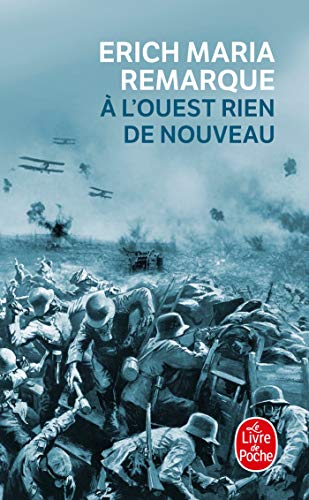 ERICH MARIA
REMARQUE
À L'OUEST RIEN
DE NOUVEAU
Le
Livre
de
Poche